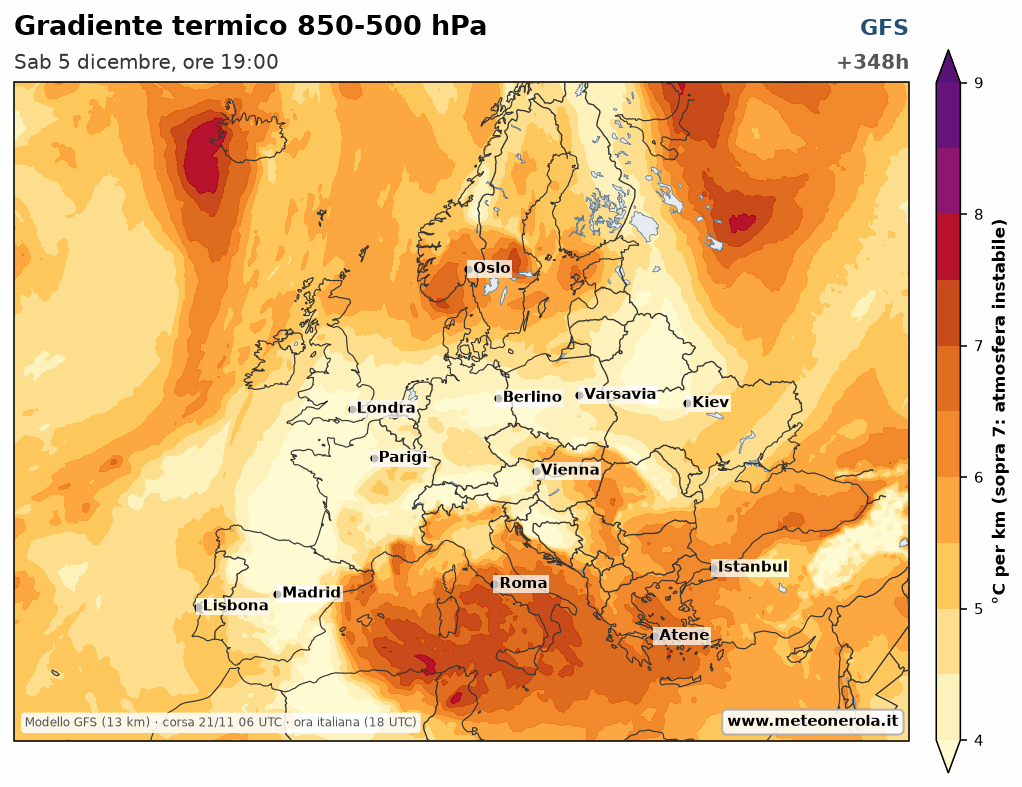 Gradiente termico 850-500 hPa
GFS
Sab 5 dicembre, ore 19:00
+348h
9
8
7
6
5
4
°C per km (sopra 7: atmosfera instabile)
Oslo
Londra
Berlino
Varsavia
Kiev
Parigi
Vienna
Istanbul
Roma
Madrid
Lisbona
Atene
Modello GFS (13 km) · corsa 21/11 06 UTC · ora italiana (18 UTC)
www.meteonerola.it